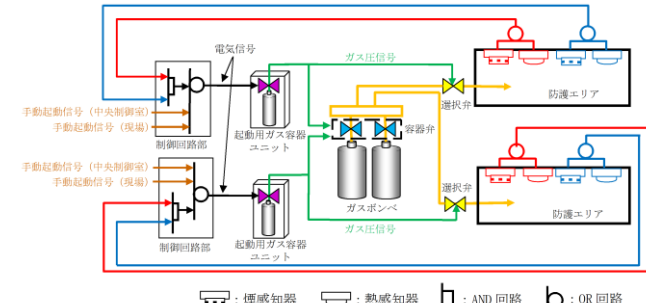 電気信号
ガス圧信号
選択弁
防護エリア
手動起動信号（中央制御室）
手動起動信号（現場）
制御回路部
起動用ガス容器
ユニット
容器弁
手動起動信号（中央制御室）
手動起動信号（現場）
制御回路部
起動用ガス容器
ユニット
ガスボンベ
ガス圧信号
選択弁
防護エリア
：煙感知器
：熱感知器
：AND 回路
：OR 回路